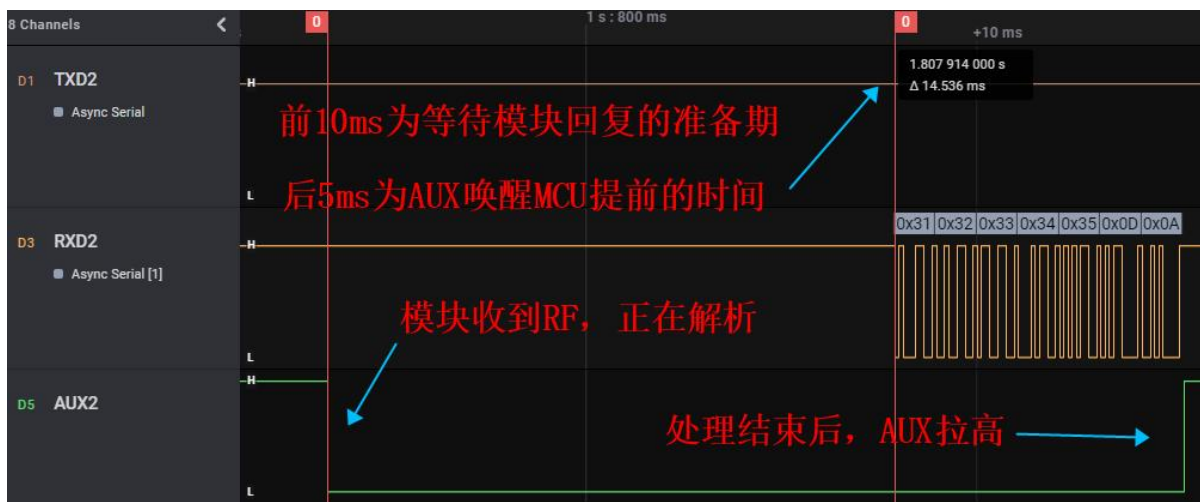 8 Channels
0
1 s : 800 ms
0
+10 ms
1.807 914 000 s
Δ 14.536 ms
D1 TXD2
Async Serial
H
L
前10ms为等待模块回复的准备期
后5ms为AUX唤醒MCU提前的时间
0x31 0x32 0x33 0x34 0x35 0x0D 0x0A
D3 RXD2
Async Serial [1]
H
L
模块收到RF，正在解析
D5 AUX2
H
L
处理结束后，AUX拉高